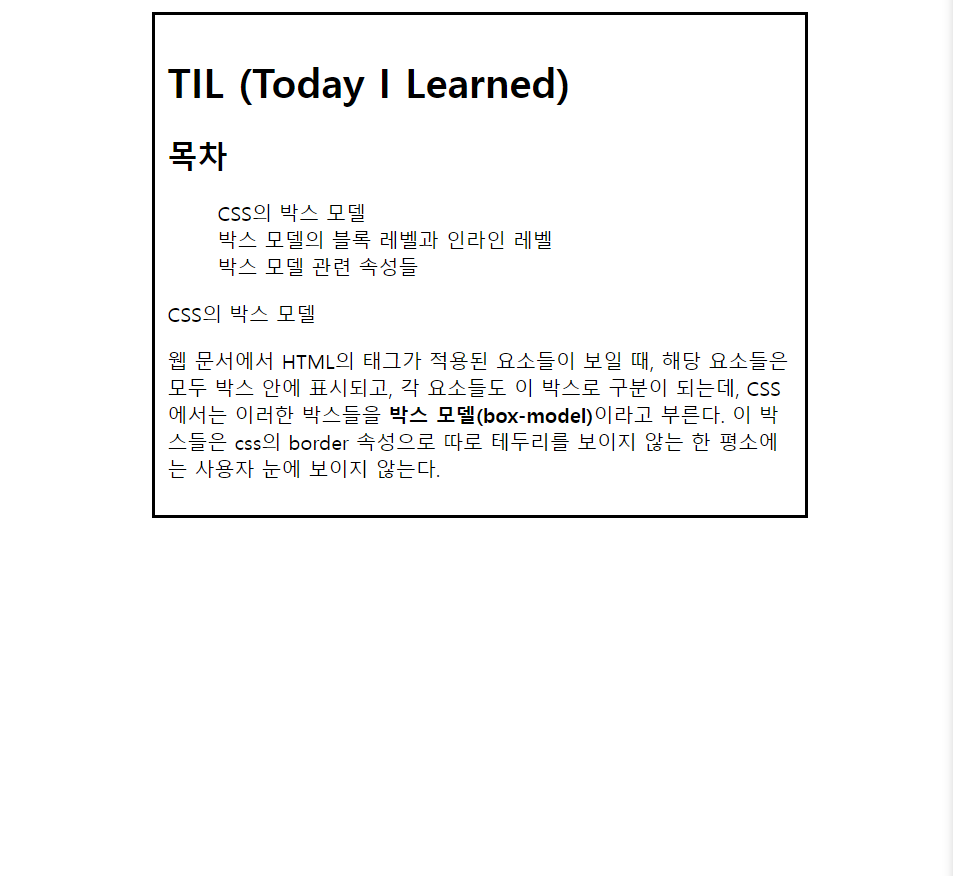 TIL (Today I Learned)
목차
CSS의 박스 모델
박스 모델의 블록 레벨과 인라인 레벨
박스 모델 관련 속성들
CSS의 박스 모델
웹 문서에서 HTML의 태그가 적용된 요소들이 보일 때, 해당 요소들은
모두 박스 안에 표시되고, 각 요소들도 이 박스로 구분이 되는데, CSS
에서는 이러한 박스들을 박스 모델(box-model)이라고 부른다. 이 박
스들은 css의 border 속성으로 따로 테두리를 보이지 않는 한 평소에
는 사용자 눈에 보이지 않는다.